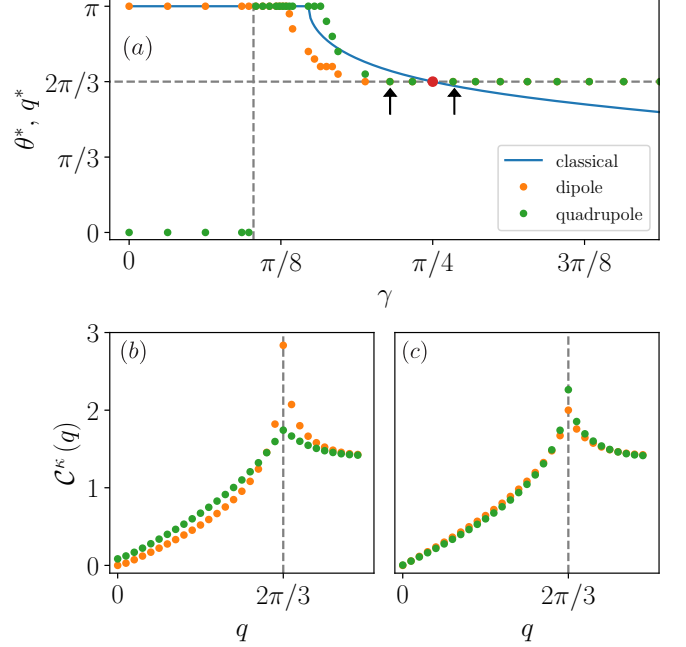 π
(a)
2π/3
θ*, q*
π/3
classical
dipole
quadrupole
0
0 π/8 π/4 3π/8
γ
3 (b) (c)
2
𝒞^κ (q)
1
0
0 2π/3 0 2π/3
q q